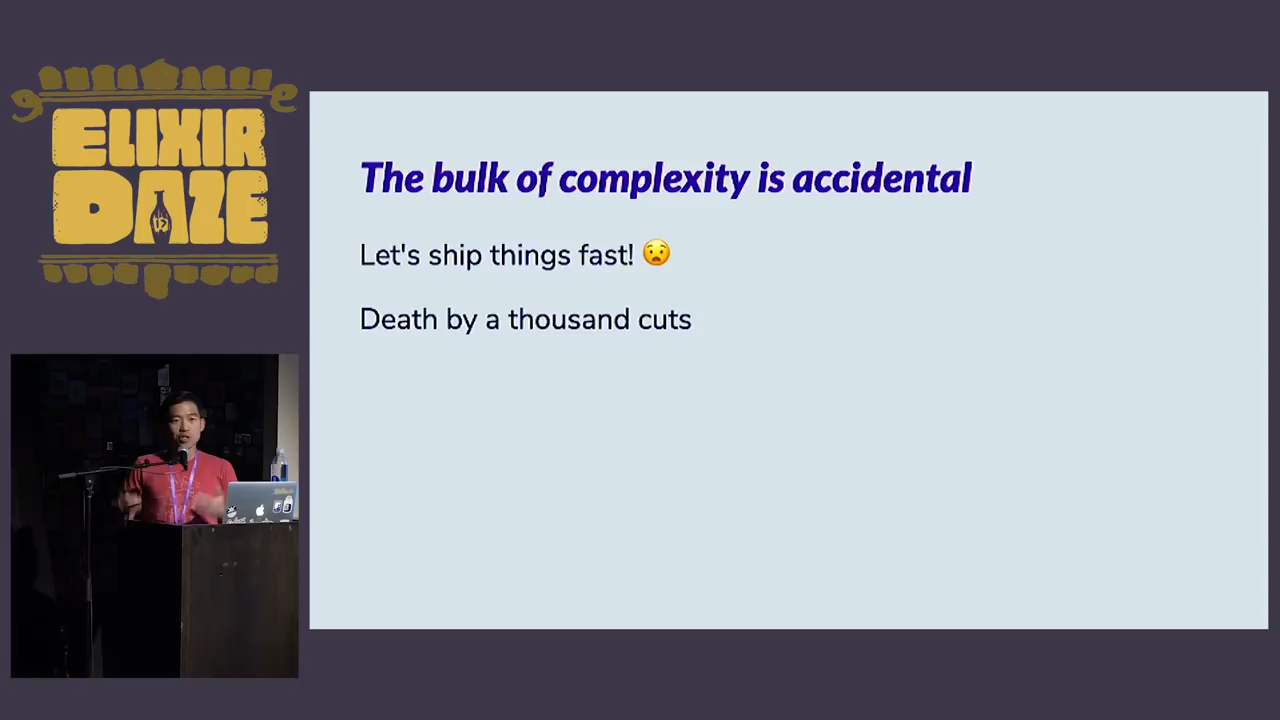 ELIXIR
DAZE
The bulk of complexity is accidental
Let's ship things fast! 😧
Death by a thousand cuts